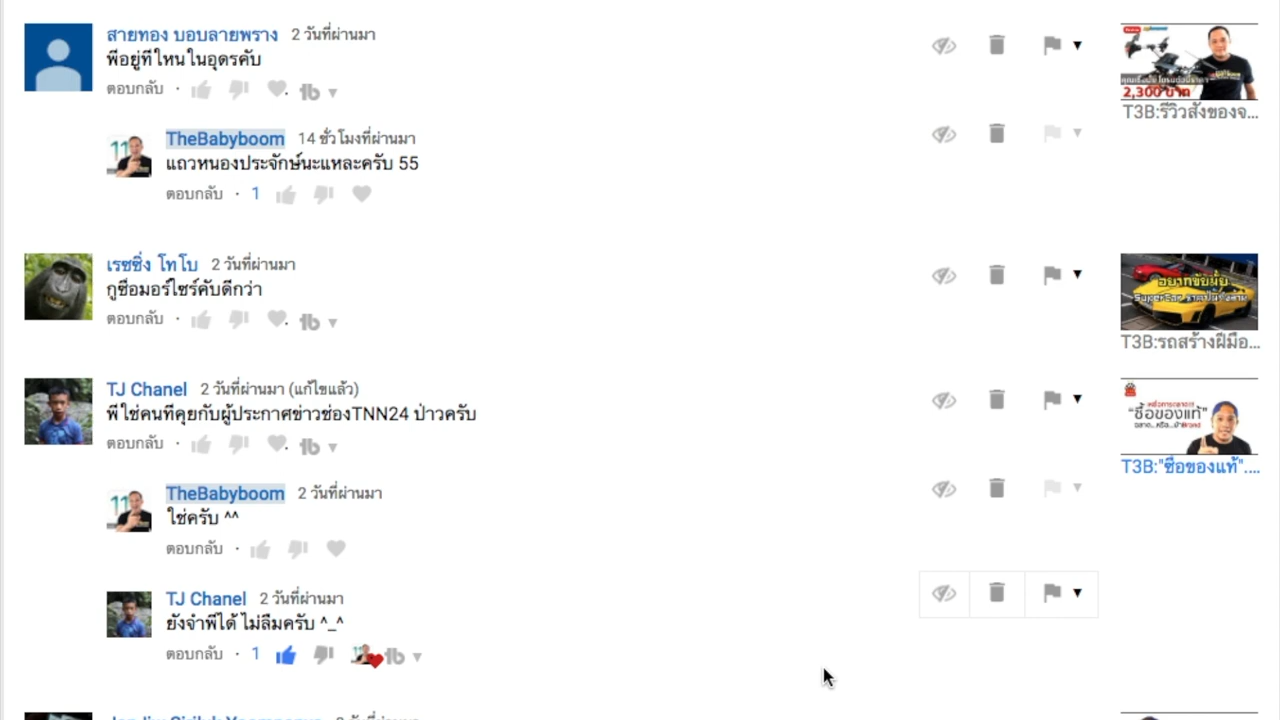 สายทอง บอบลายพราง 2 วันที่ผ่านมา
พี่อยู่ที่ไหนในอุดรคับ
ตอบกลับ ·
2,300 บาท
T3B:รีวิวสั่งของจ...
TheBabyboom 14 ชั่วโมงที่ผ่านมา
แถวหนองประจักษ์นะแหละครับ 55
ตอบกลับ · 1
เรซซิ่ง โทโบ 2 วันที่ผ่านมา
กูซื้อมอร์ไซร์คับดีกว่า
ตอบกลับ ·
อยากขับมั้ย
T3B:รถสร้างฝีมือ...
TJ Chanel 2 วันที่ผ่านมา (แก้ไขแล้ว)
พี่ใช่คนที่คุยกับผู้ประกาศข่าวช่องTNN24 ป่าวครับ
ตอบกลับ ·
"ซื้อของแท้"
T3B:"ซื้อของแท้"....
TheBabyboom 2 วันที่ผ่านมา
ใช่ครับ ^^
ตอบกลับ ·
TJ Chanel 2 วันที่ผ่านมา
ยังจำพี่ได้ ไม่ลืมครับ ^_^
ตอบกลับ · 1